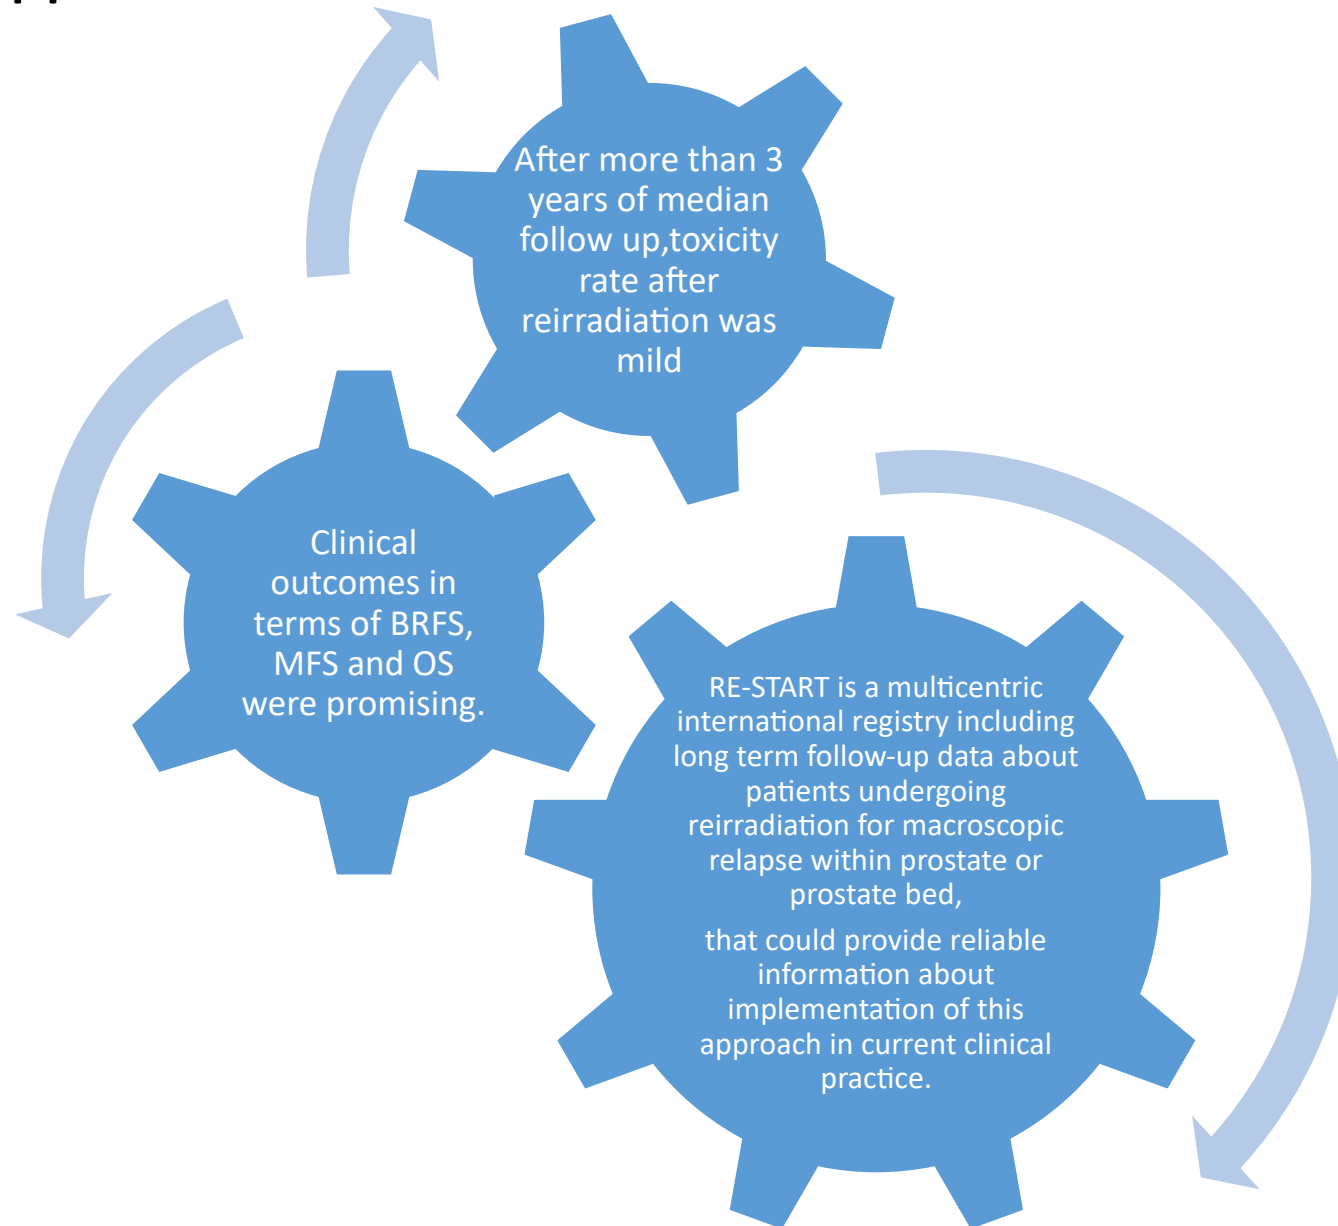 After more than 3
years of median
follow up,toxicity
rate after
reirradiation was
mild
Clinical
outcomes in
terms of BRFS,
MFS and OS
were promising.
RE-START is a multicentric
international registry including
long term follow-up data about
patients undergoing
reirradiation for macroscopic
relapse within prostate or
prostate bed,
that could provide reliable
information about
implementation of this
approach in current clinical
practice.